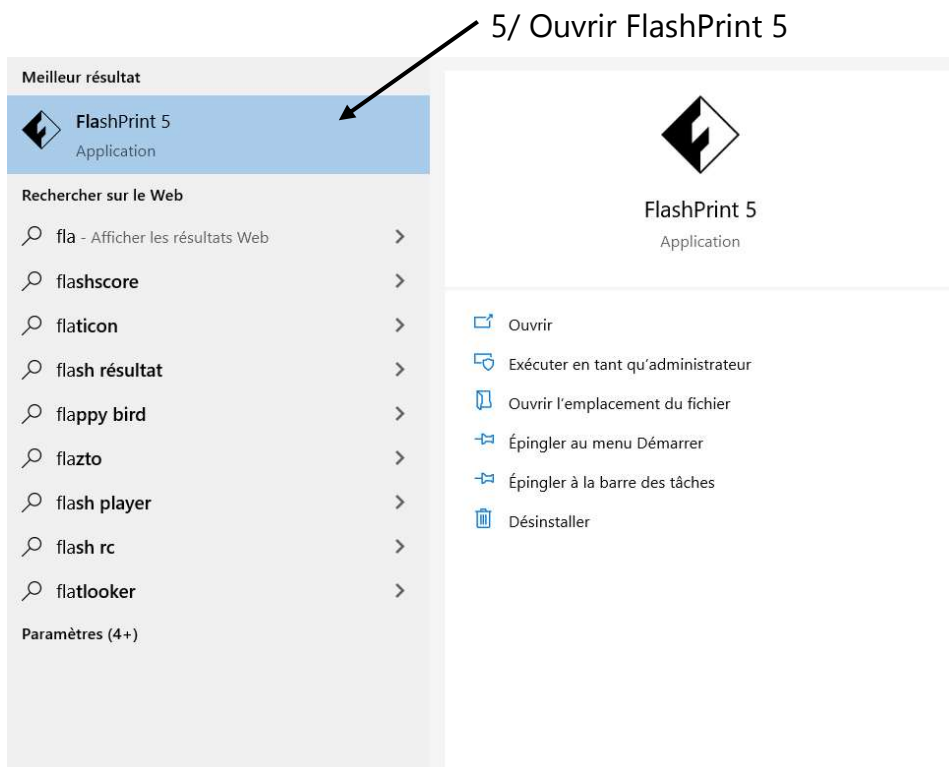 5/ Ouvrir FlashPrint 5
Meilleur résultat
FlashPrint 5
Application
Rechercher sur le Web
fla - Afficher les résultats Web
flashscore
flaticon
flash résultat
flappy bird
flazto
flash player
flash rc
flatlooker
Paramètres (4+)
FlashPrint 5
Application
Ouvrir
Exécuter en tant qu'administrateur
Ouvrir l'emplacement du fichier
Épingler au menu Démarrer
Épingler à la barre des tâches
Désinstaller